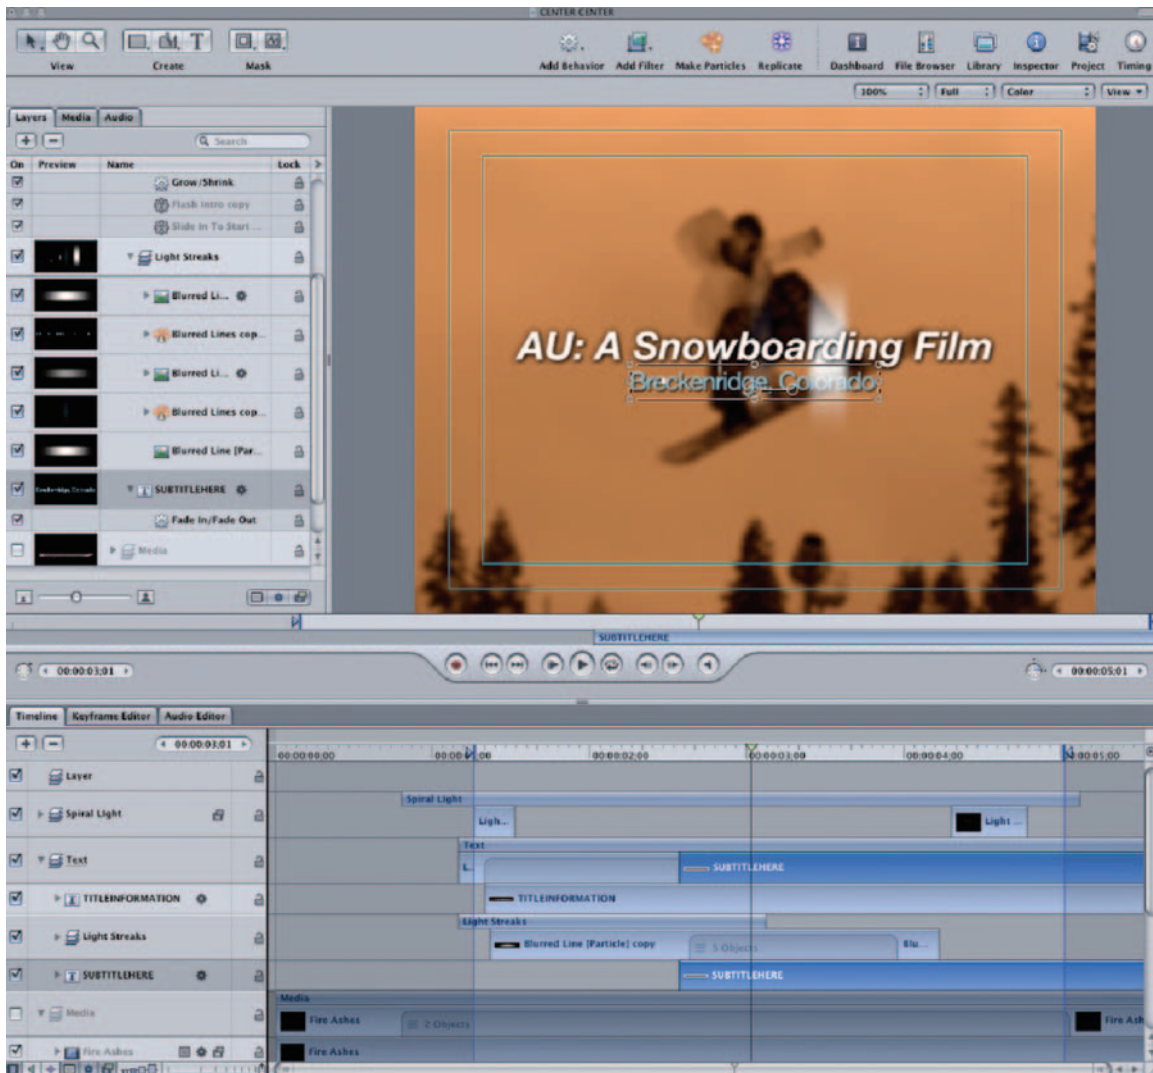 CENTER CENTER
View
Create
Mask
Add Behavior
Add Filter
Make Particles
Replicate
Dashboard
File Browser
Library
Inspector
Project
Timing
100%
Full
Color
View
Layers
Media
Audio
Search
On
Preview
Name
Lock
Grow/Shrink
Flash Intro copy
Slide In To Start ...
Light Streaks
Blurred Li...
Blurred Lines cop...
Blurred Li...
Blurred Lines cop...
Blurred Line [Par...
Breckenridge, Colorado
SUBTITLEHERE
Fade In/Fade Out
Media
AU: A Snowboarding Film
Breckenridge, Colorado
SUBTITLEHERE
00:00:03;01
00:00:05;01
Timeline
Keyframe Editor
Audio Editor
00:00:03;01
00:00:00;00
00:00:02;00
00:00:03;00
00:00:04;00
00:00:05;00
Layer
Spiral Light
Spiral Light
Ligh...
Light ...
Text
Text
L..
SUBTITLEHERE
TITLEINFORMATION
TITLEINFORMATION
Light Streaks
Light Streaks
Blurred Line [Particle] copy
5 Objects
Blu...
SUBTITLEHERE
SUBTITLEHERE
Media
Media
Fire Ashes
2 Objects
Fire Ash
Fire Ashes
Fire Ashes